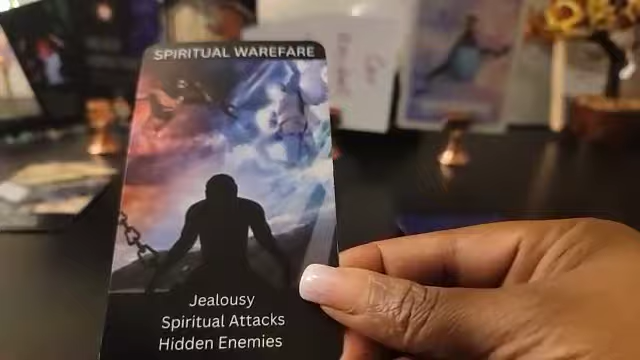 SPIRITUAL WAREFARE
Jealousy
Spiritual Attacks
Hidden Enemies